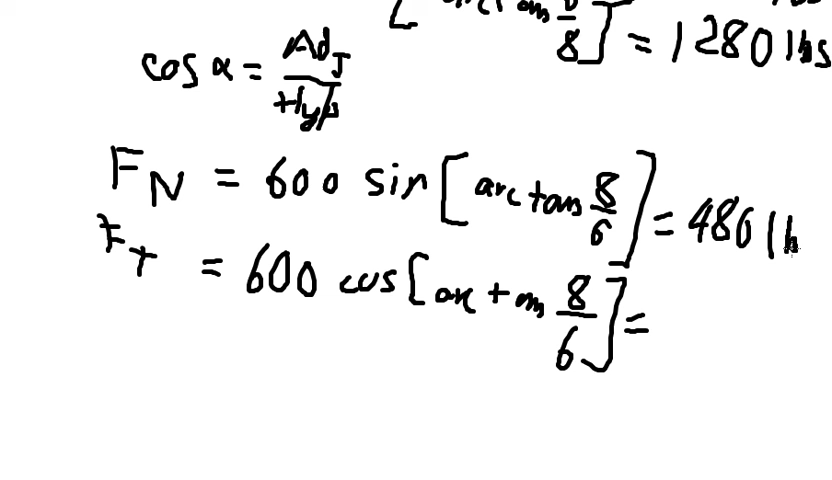 8] = 1280 lbs
cos α = Adj/Hyp
F_N = 600 sin[arctan 8/6] = 480 lb
F_T = 600 cos[arctan 8/6] =